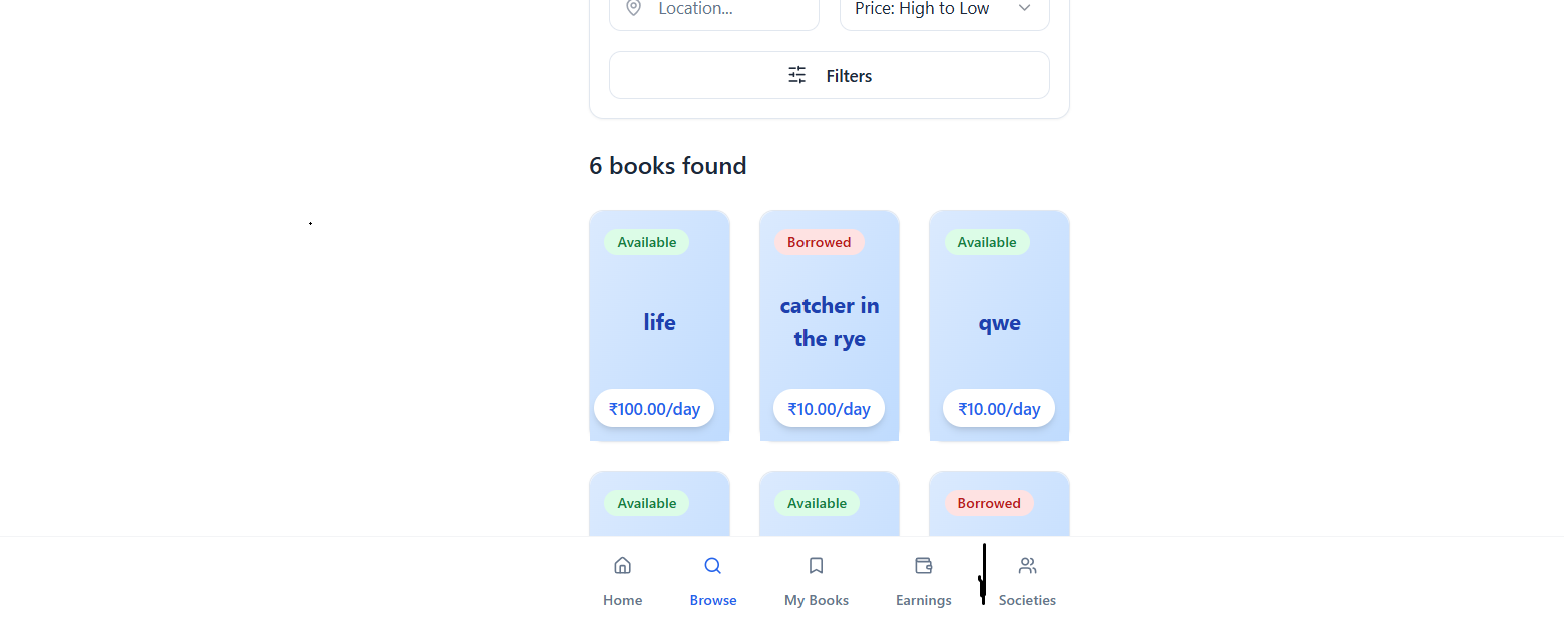 Location... Price: High to Low
Filters
6 books found
Available Borrowed Available
life catcher in the rye qwe
₹100.00/day ₹10.00/day ₹10.00/day
Available Available Borrowed
Home Browse My Books Earnings Societies